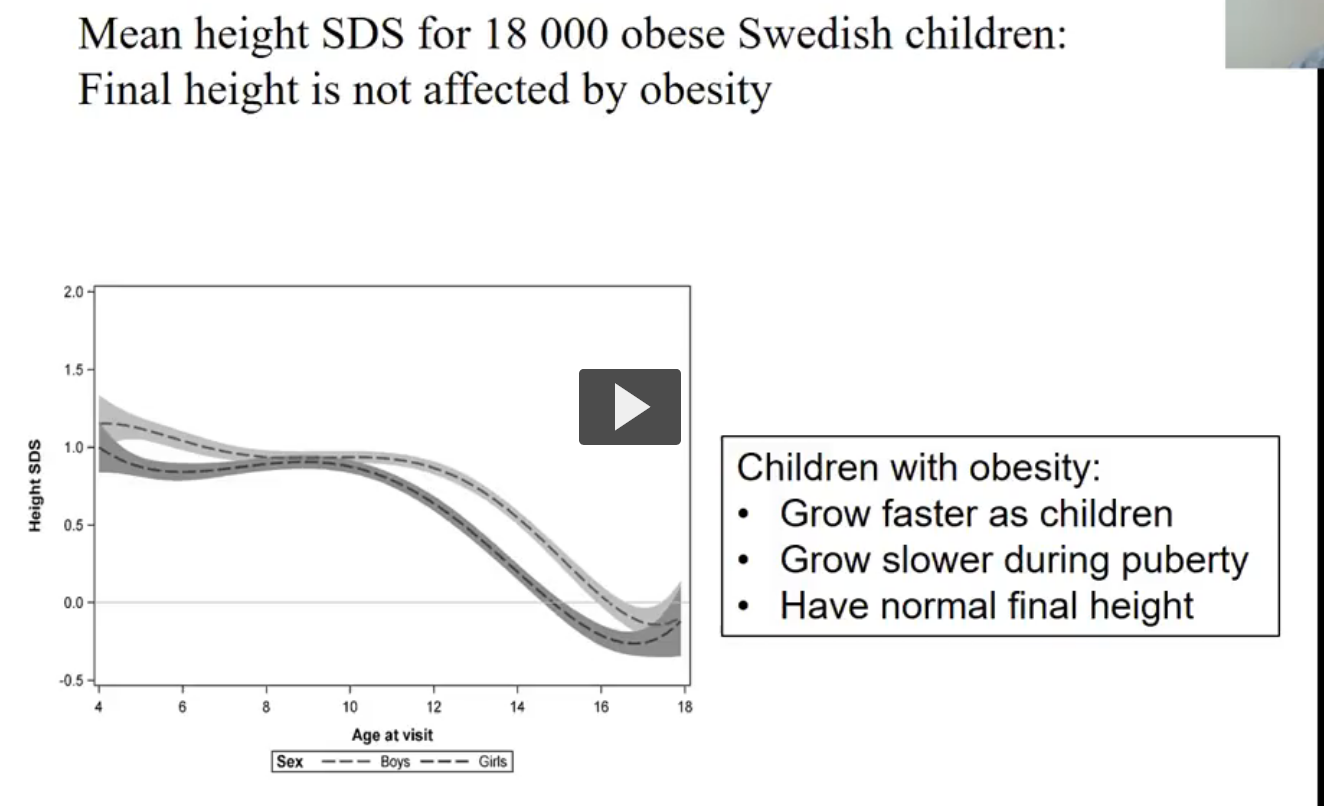 Mean height SDS for 18 000 obese Swedish children:
Final height is not affected by obesity
2.0
1.5
1.0
0.5
0.0
-0.5
Height SDS
4 6 8 10 12 14 16 18
Age at visit
Sex Boys Girls
Children with obesity:
• Grow faster as children
• Grow slower during puberty
• Have normal final height